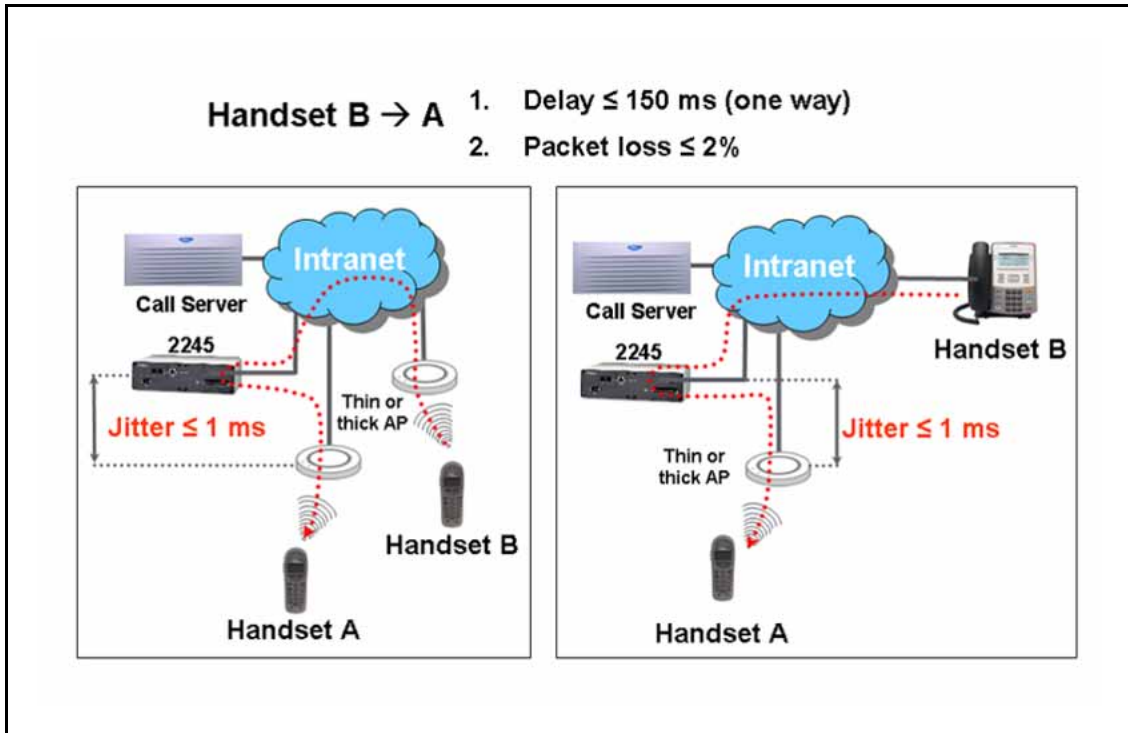 Handset B → A
1. Delay ≤ 150 ms (one way)
2. Packet loss ≤ 2%
Intranet
Call Server
2245
Thin or
thick AP
Jitter ≤ 1 ms
Handset B
Handset A
Intranet
Call Server
Handset B
2245
Jitter ≤ 1 ms
Thin or
thick AP
Handset A